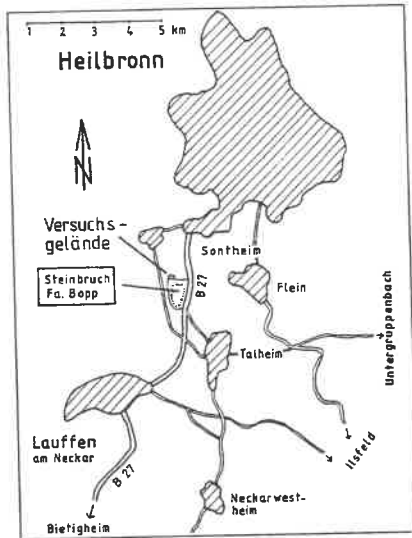 1 2 3 4 5 km
Heilbronn
N
Versuchs-
gelände
Sontheim
Steinbruch
Fa. Bopp
B 27
Flein
Untergruppenbach
Talheim
Lauffen
am Neckar
Ilsfeld
B 27
Neckarwest-
heim
Bietigheim